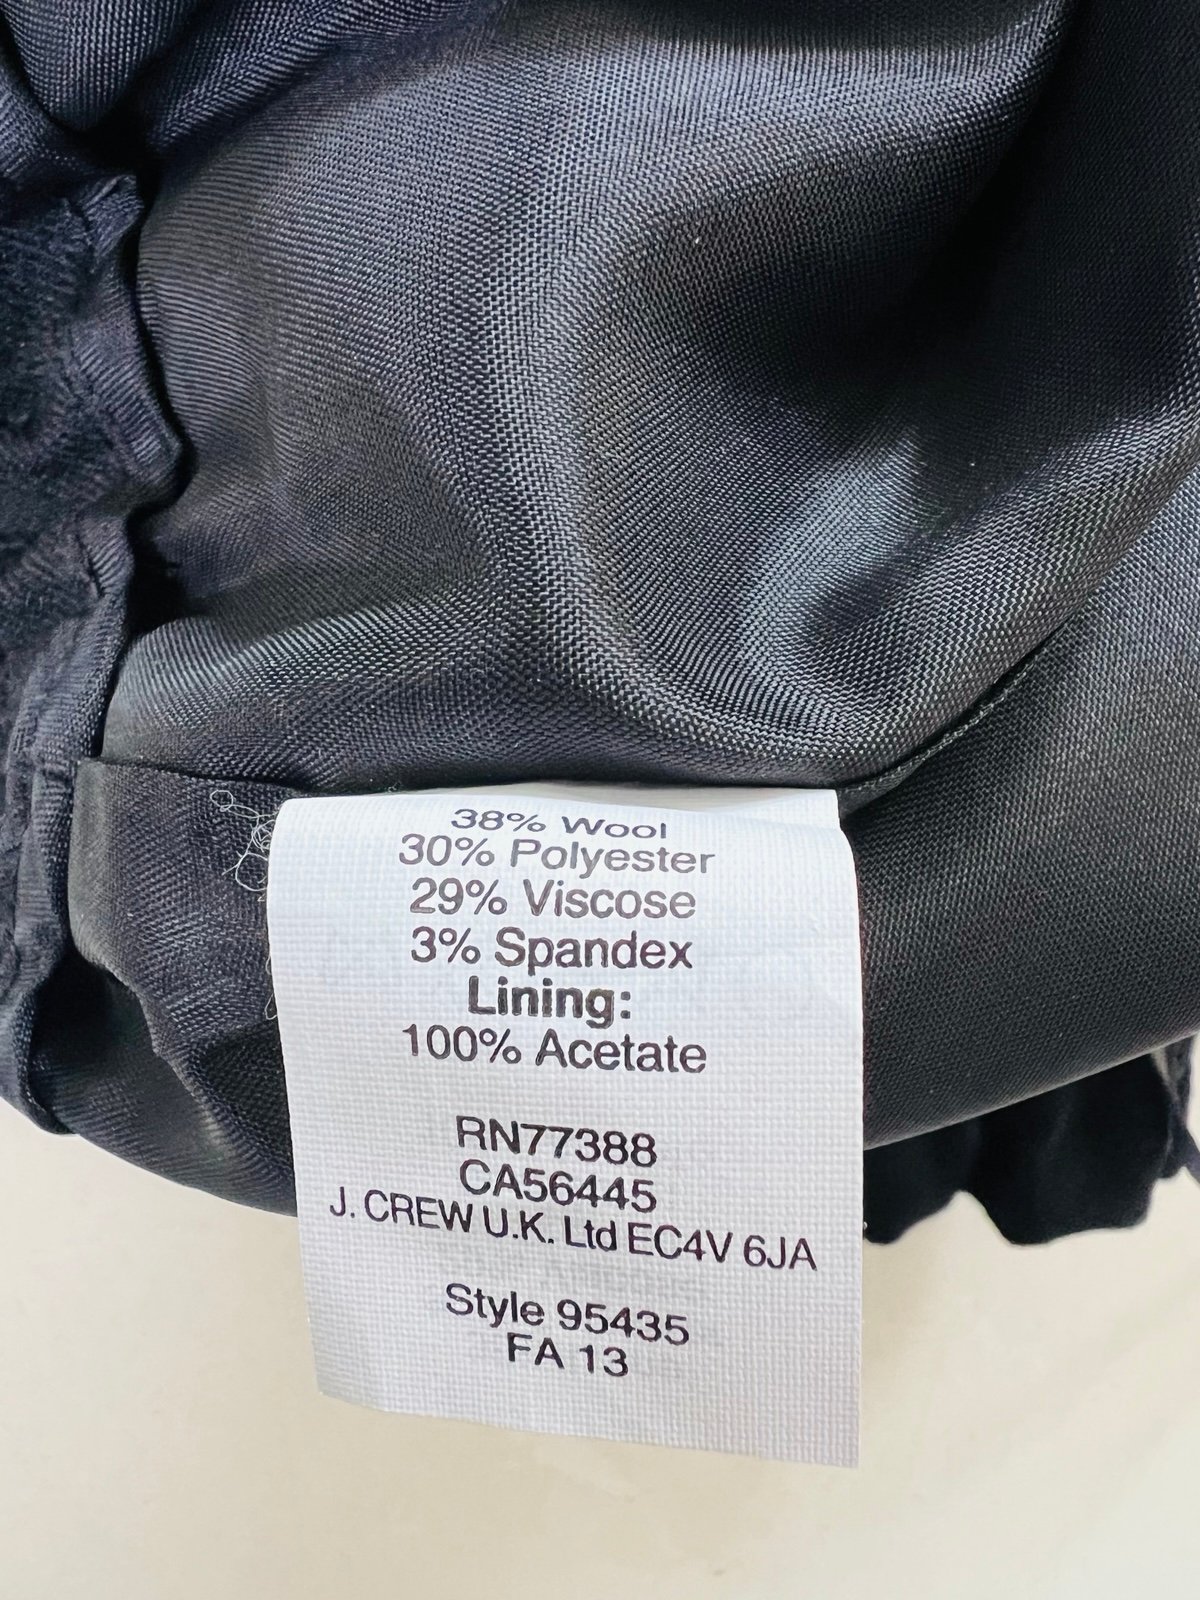 38% Wool
30% Polyester
29% Viscose
3% Spandex
Lining:
100% Acetate
RN77388
CA56445
J. CREW U.K. Ltd EC4V 6JA
Style 95435
FA 13